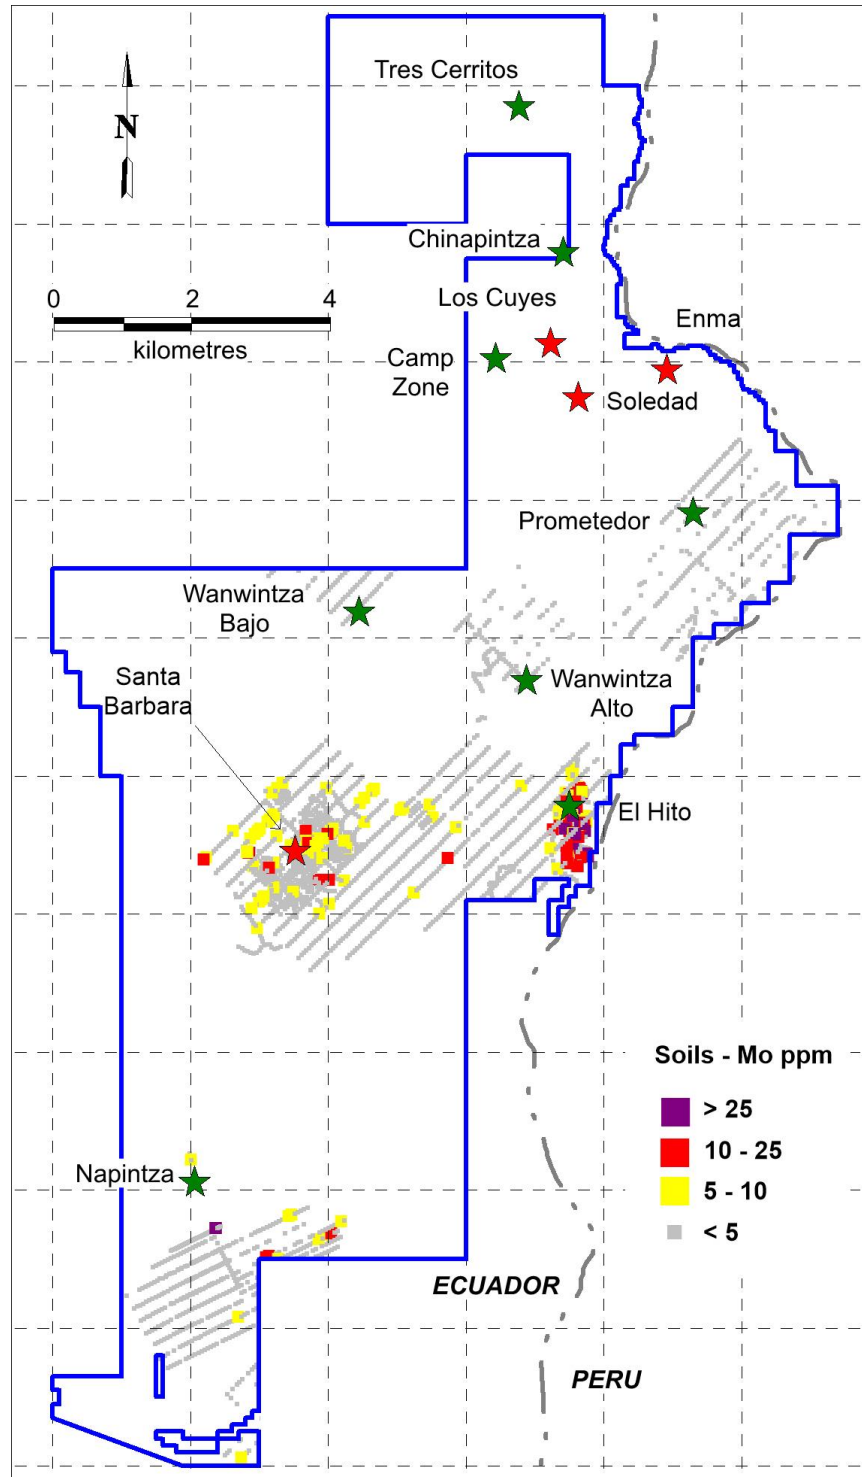 Tres Cerritos
N
Chinapintza
Los Cuyes
0 2 4
kilometres
Enma
Camp
Zone
Soledad
Prometedor
Wanwintza
Bajo
Santa
Barbara
Wanwintza
Alto
El Hito
Soils - Mo ppm
> 25
10 - 25
5 - 10
< 5
Napintza
ECUADOR
PERU